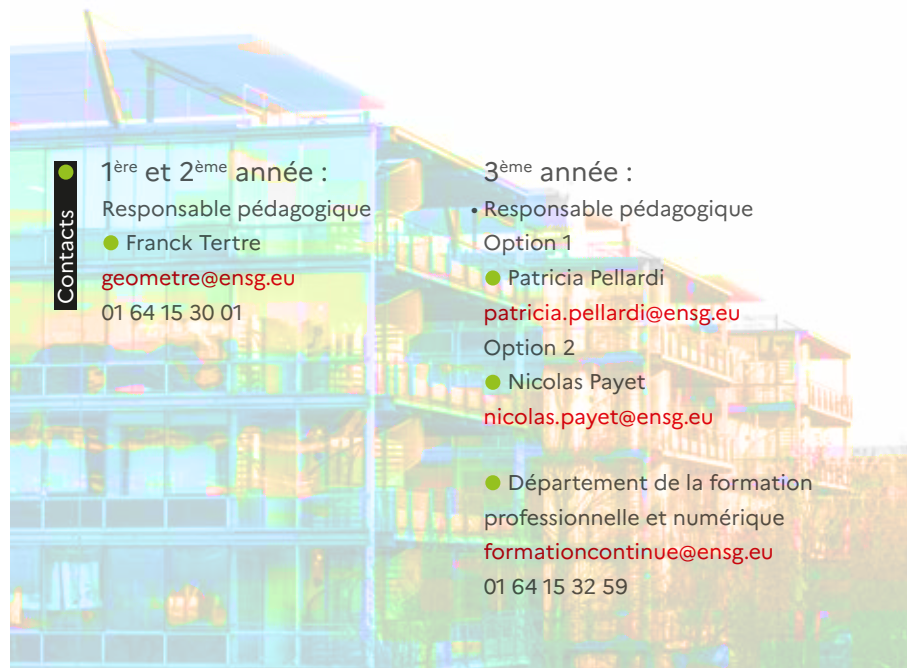 Contacts
1ère et 2ème année :
Responsable pédagogique
● Franck Tertre
geometre@ensg.eu
01 64 15 30 01
3ème année :
• Responsable pédagogique
Option 1
● Patricia Pellardi
patricia.pellardi@ensg.eu
Option 2
● Nicolas Payet
nicolas.payet@ensg.eu
● Département de la formation
professionnelle et numérique
formationcontinue@ensg.eu
01 64 15 32 59